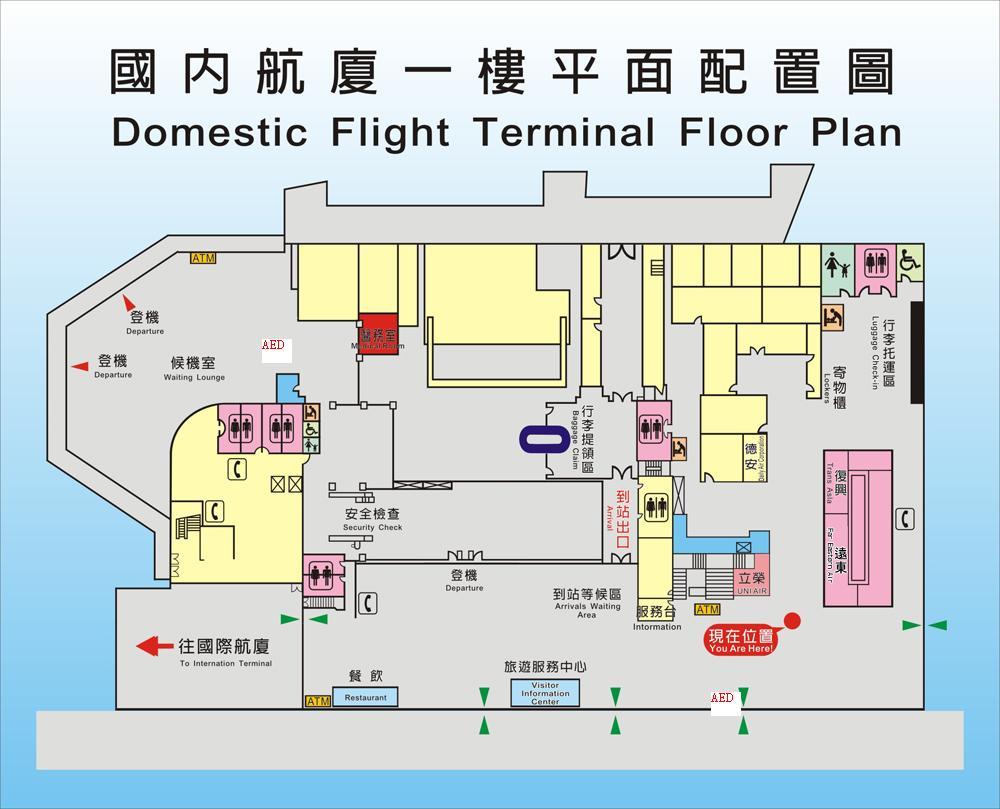 國內航廈一樓平面配置圖
Domestic Flight Terminal Floor Plan
ATM
登機
Departure
登機
Departure
候機室
Waiting Lounge
AED
醫務室
Medical Room
行李提領區
Baggage Claim
行李托運區
Luggage Check-in
寄物櫃
Lockers
德安
Daily Air Corporation
復興
Trans Asia
遠東
Far Eastern Air
安全檢查
Security Check
到站出口
Arrival
登機
Departure
到站等候區
Arrivals Waiting
Area
立榮
UNI AIR
服務台
Information
ATM
現在位置
You Are Here!
往國際航廈
To Internation Terminal
餐飲
Restaurant
ATM
旅遊服務中心
Visitor
Information
Center
AED